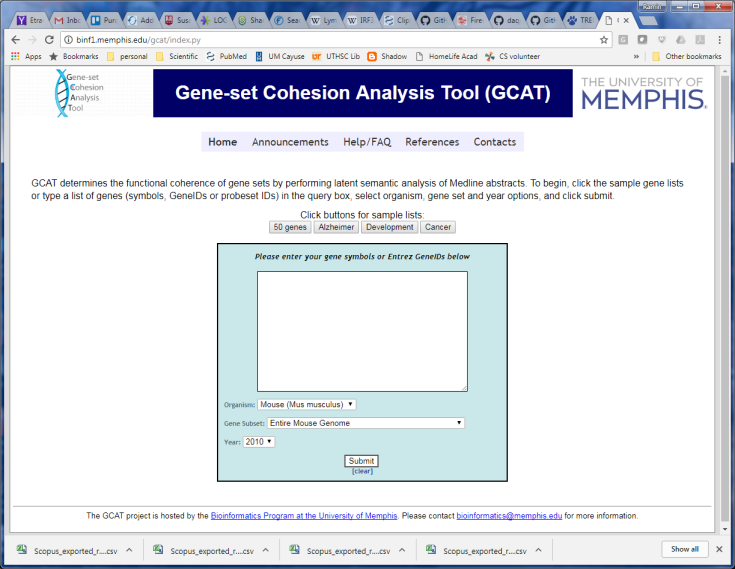 Ramin
Etra
Inbo
Pure
Add
Sus:
LOG
Sha
Sea
Lym
IRF3
Clip
Gith
Fire
daq
Gith
TRE
binf1.memphis.edu/gcat/index.py
Apps Bookmarks personal Scientific PubMed UM Cayuse UTHSC Lib Shadow HomeLife Acad CS volunteer » Other bookmarks
Gene-set
Cohesion
Analysis
Tool
Gene-set Cohesion Analysis Tool (GCAT)
THE UNIVERSITY OF
MEMPHIS.
Home Announcements Help/FAQ References Contacts
GCAT determines the functional coherence of gene sets by performing latent semantic analysis of Medline abstracts. To begin, click the sample gene lists
or type a list of genes (symbols, GeneIDs or probeset IDs) in the query box, select organism, gene set and year options, and click submit.
Click buttons for sample lists:
50 genes Alzheimer Development Cancer
Please enter your gene symbols or Entrez GeneIDs below
Organism: Mouse (Mus musculus)
Gene Subset: Entire Mouse Genome
Year: 2010
Submit
[clear]
The GCAT project is hosted by the Bioinformatics Program at the University of Memphis. Please contact bioinformatics@memphis.edu for more information.
Scopus_exported_r....csv Scopus_exported_r....csv Scopus_exported_r....csv Scopus_exported_r....csv Show all